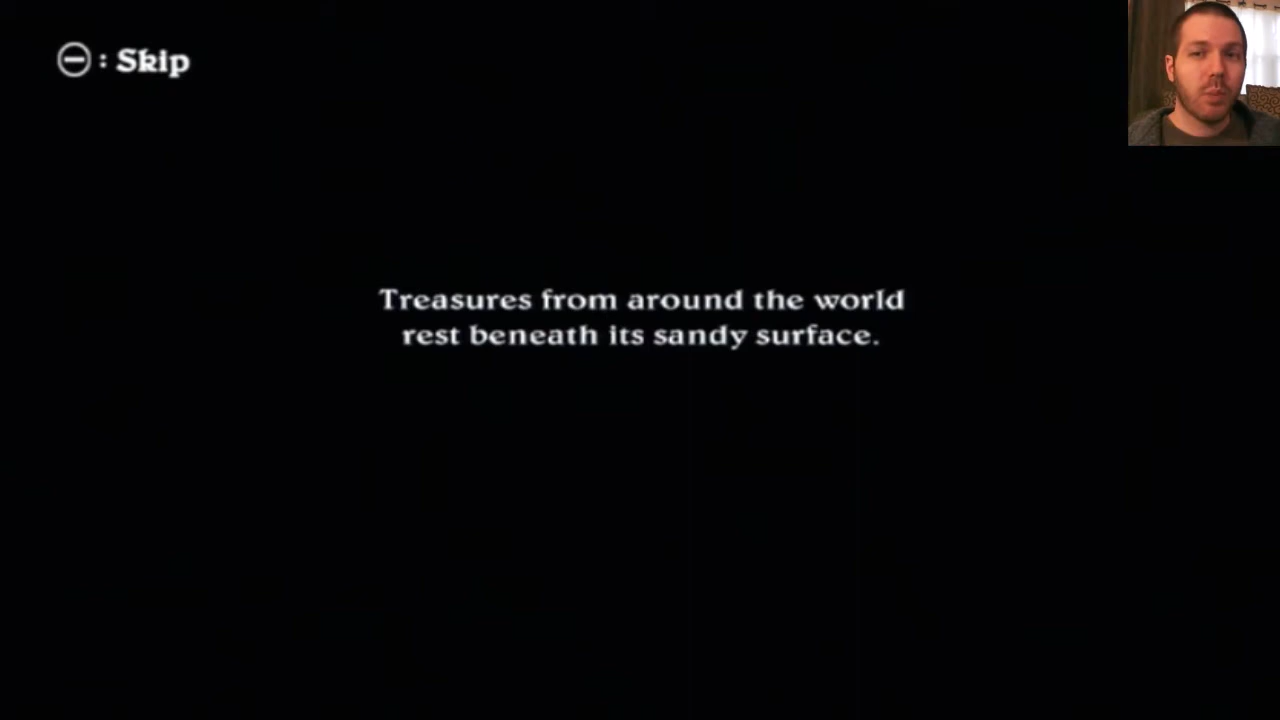 ⊖ : Skip
Treasures from around the world
rest beneath its sandy surface.